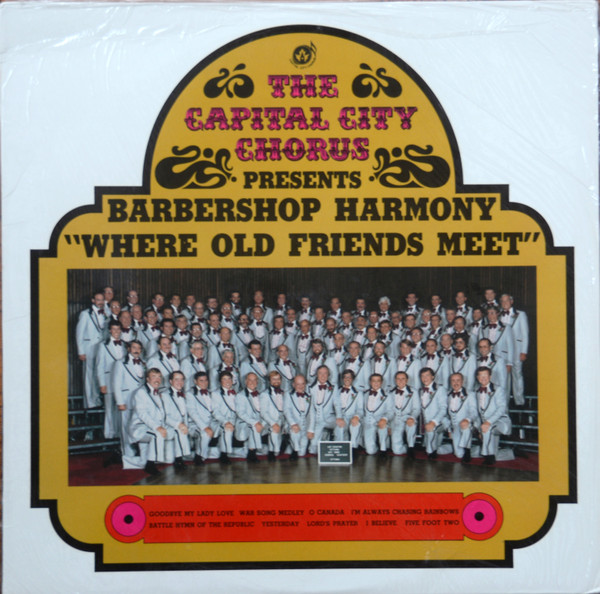 THE
CAPITAL CITY
CHORUS
PRESENTS
BARBERSHOP HARMONY
"WHERE OLD FRIENDS MEET"
GOODBYE MY LADY LOVE WAR SONG MEDLEY O CANADA I'M ALWAYS CHASING RAINBOWS
BATTLE HYMN OF THE REPUBLIC YESTERDAY LORD'S PRAYER I BELIEVE FIVE FOOT TWO